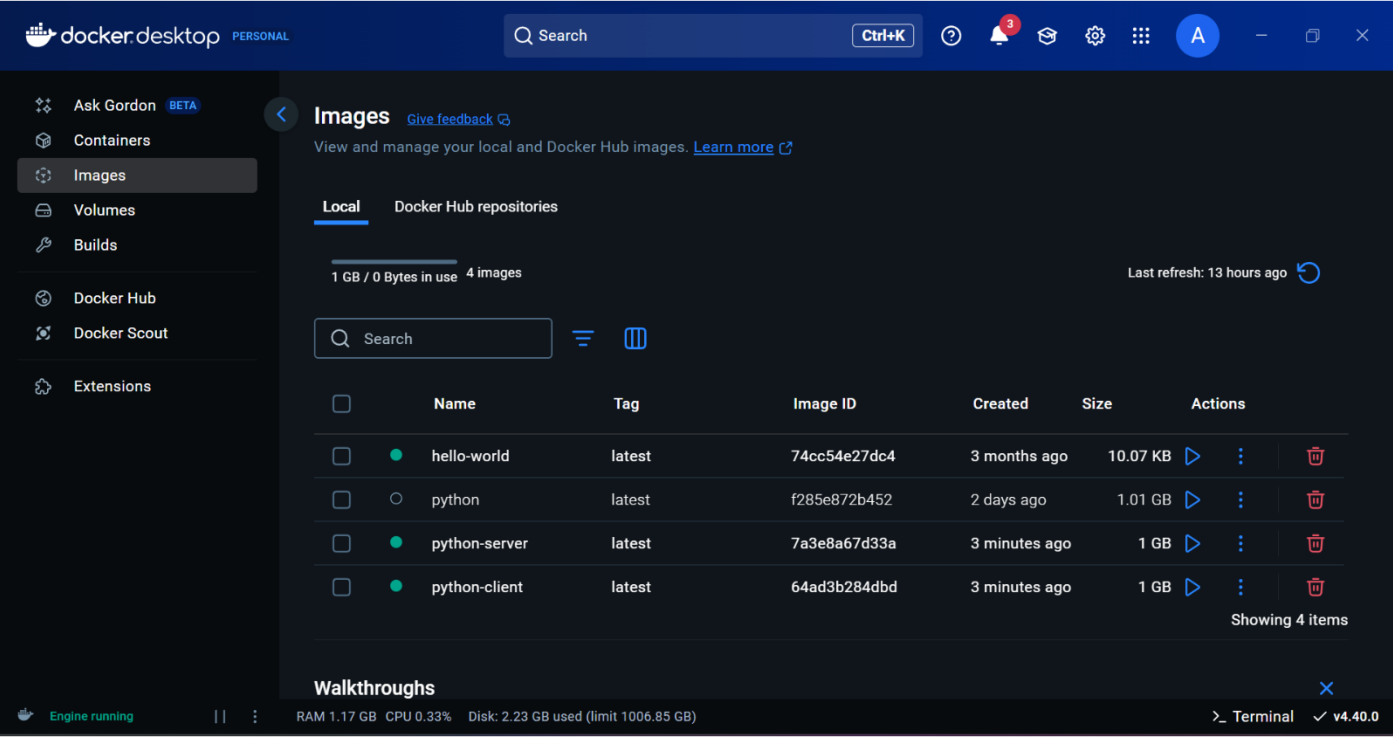 docker.desktop PERSONAL Search Ctrl+K 3 A
Ask Gordon BETA
Containers
Images
Volumes
Builds
Docker Hub
Docker Scout
Extensions
Images Give feedback
View and manage your local and Docker Hub images. Learn more
Local Docker Hub repositories
1 GB / 0 Bytes in use 4 images Last refresh: 13 hours ago
Search
Name Tag Image ID Created Size Actions
hello-world latest 74cc54e27dc4 3 months ago 10.07 KB
python latest f285e872b452 2 days ago 1.01 GB
python-server latest 7a3e8a67d33a 3 minutes ago 1 GB
python-client latest 64ad3b284dbd 3 minutes ago 1 GB
Showing 4 items
Walkthroughs
Engine running RAM 1.17 GB CPU 0.33% Disk: 2.23 GB used (limit 1006.85 GB) >_ Terminal v4.40.0